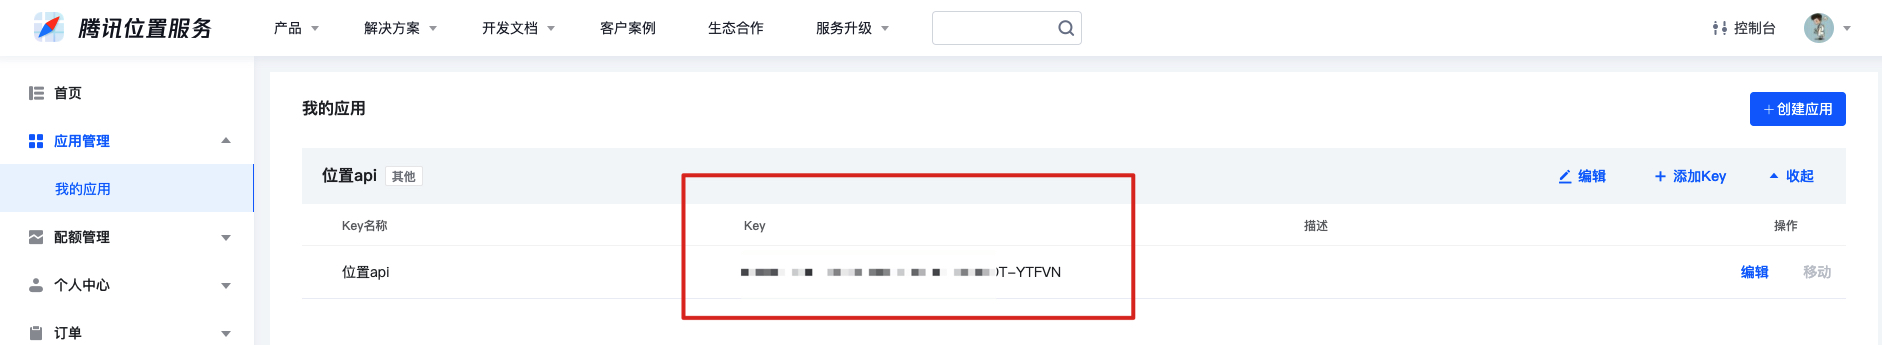 腾讯位置服务 产品 解决方案 开发文档 客户案例 生态合作 服务升级 控制台
首页
应用管理
我的应用
配额管理
个人中心
订单
我的应用 +创建应用
位置api 其他 编辑 + 添加Key 收起
Key名称 Key 描述 操作
位置api T-YTFVN 编辑 移动